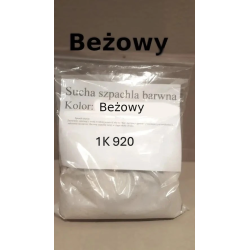 Beżowy
Sucha szpachla barwna
Kolor: Beżowy
1K 920